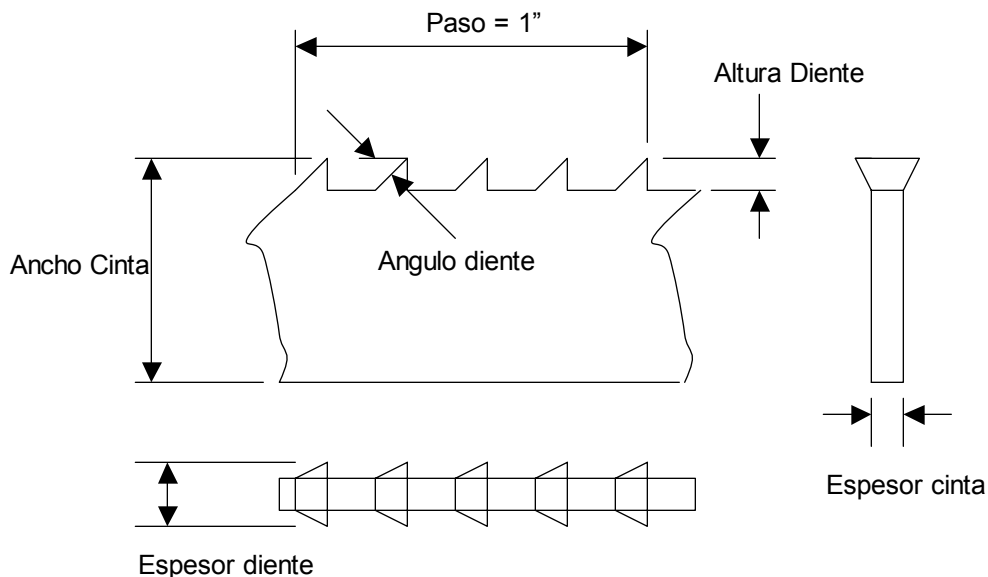 Paso = 1”
Altura Diente
Ancho Cinta
Angulo diente
Espesor cinta
Espesor diente